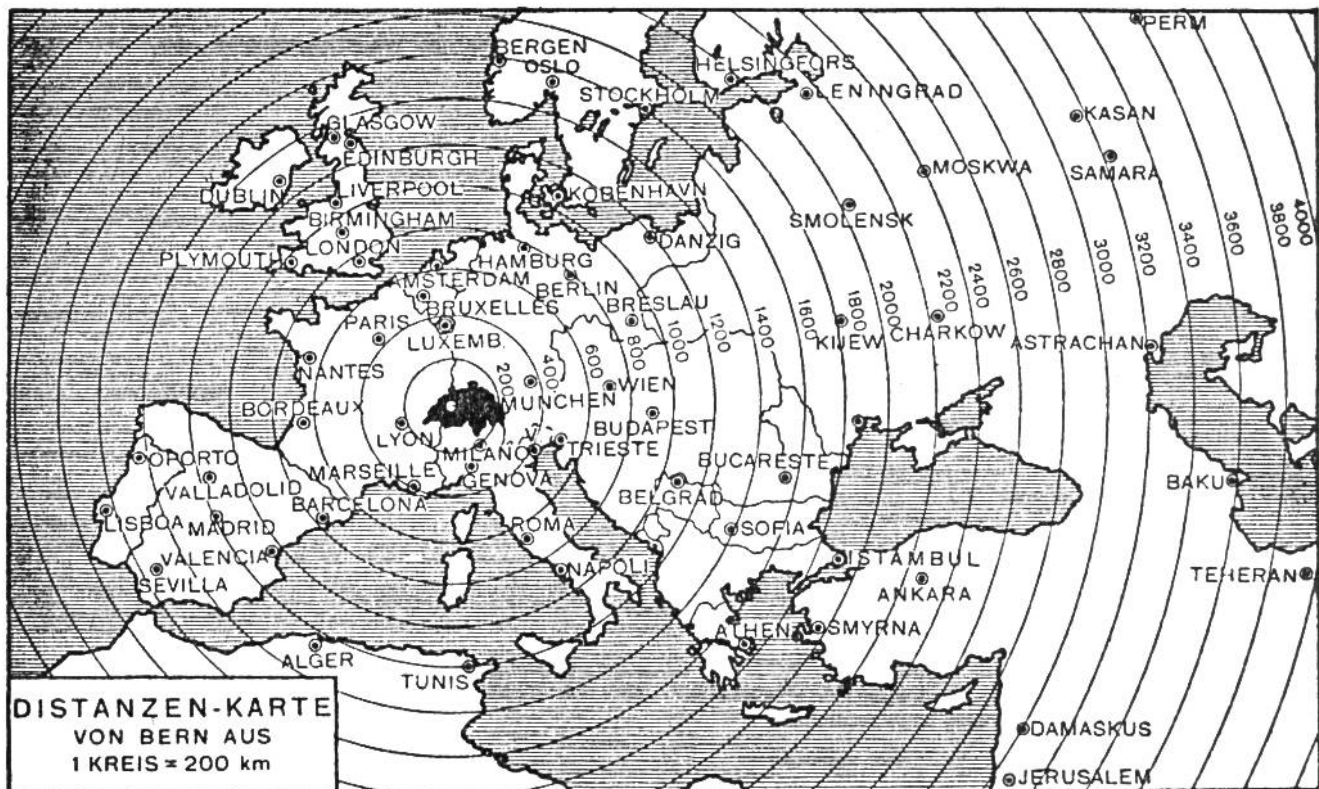 PERM
BERGEN
OSLO
HELSINGFORS
STOCKHOLM
LENINGRAD
KASAN
GLASGOW
EDINBURGH
MOSKWA
SAMARA
DUBLIN
LIVERPOOL
KÖBENHAVN
BIRMINGHAM
SMOLENSK
LONDON
DANZIG
PLYMOUTH
HAMBURG
AMSTERDAM
BERLIN
BRUXELLES
BRESLAU
PARIS
LUXEMB.
KIJEW
CHARKOW
ASTRACHAN
NANTES
WIEN
MÜNCHEN
BORDEAUX
LYON
BUDAPEST
MILANO
TRIESTE
OPORTO
MARSEILLE
GENOVA
BUCARESTE
VALLADOLID
BELGRAD
BAKU
BARCELONA
LISBOA
MADRID
ROMA
SOFIA
VALENCIA
ISTAMBUL
SEVILLA
NAPOLI
TEHERAN
ANKARA
ATHEN
SMYRNA
ALGER
TUNIS
DAMASKUS
JERUSALEM
200
400
600
800
1000
1200
1400
1600
1800
2000
2200
2400
2600
2800
3000
3200
3400
3600
3800
4000
DISTANZEN-KARTE
VON BERN AUS
1 KREIS = 200 km